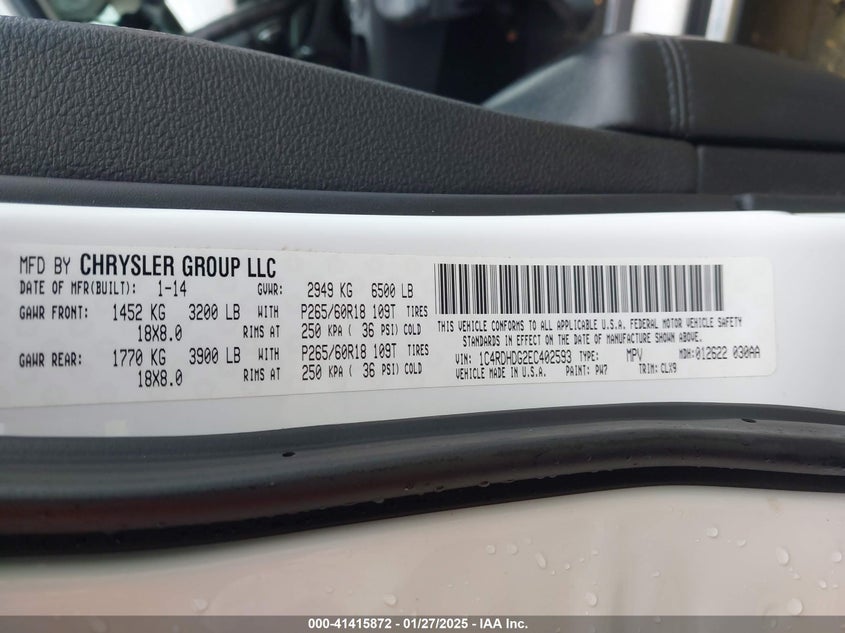 MFD BY CHRYSLER GROUP LLC
DATE OF MFR(BUILT): 1-14 GVWR: 2949 KG 6500 LB
GAWR FRONT: 1452 KG 3200 LB WITH P265/60R18 109T TIRES
18X8.0 RIMS AT 250 KPA ( 36 PSI) COLD
GAWR REAR: 1770 KG 3900 LB WITH P265/60R18 109T TIRES
18X8.0 RIMS AT 250 KPA ( 36 PSI) COLD
THIS VEHICLE CONFORMS TO ALL APPLICABLE U.S.A. FEDERAL MOTOR VEHICLE SAFETY
STANDARDS IN EFFECT ON THE DATE OF MANUFACTURE SHOWN ABOVE.
VIN: 1C4RDHDG2EC402593 TYPE: MPV MDH: 012622 030AA
VEHICLE MADE IN U.S.A. PAINT: PW7 TRIM: CLX9
000-41415872 — 01/27/2025 — IAA Inc.